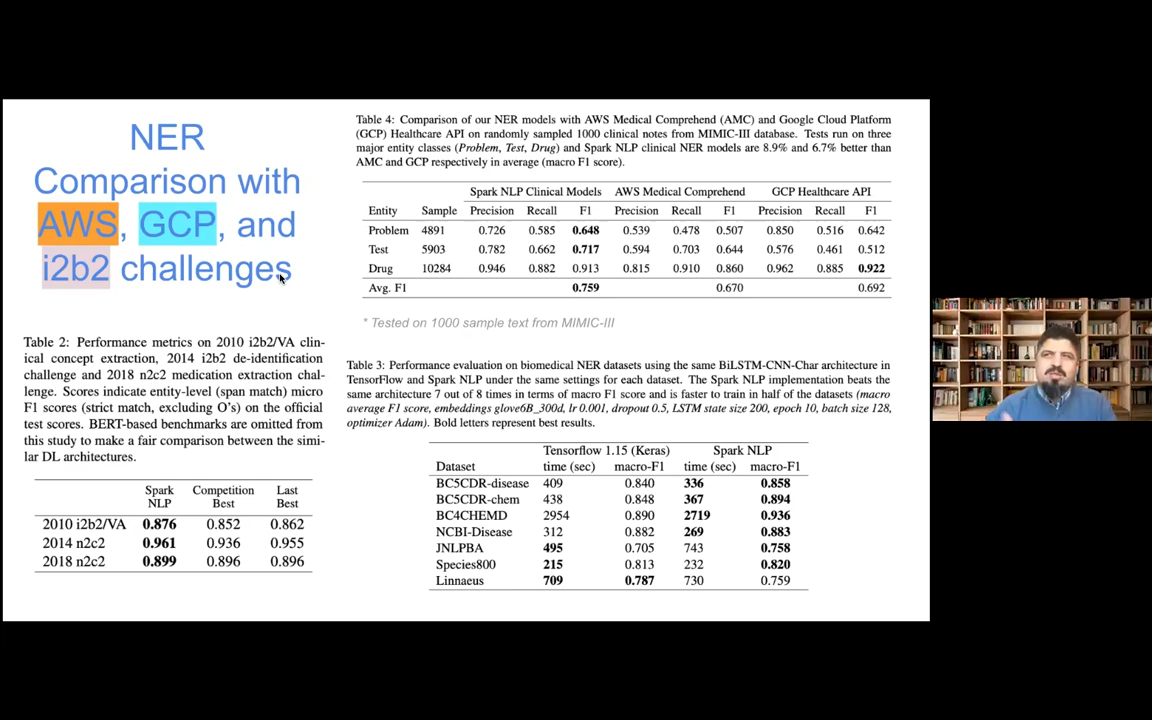 NER
Comparison with
AWS, GCP, and
i2b2 challenges
Table 2: Performance metrics on 2010 i2b2/VA clin-
ical concept extraction, 2014 i2b2 de-identification
challenge and 2018 n2c2 medication extraction chal-
lenge. Scores indicate entity-level (span match) micro
F1 scores (strict match, excluding O's) on the official
test scores. BERT-based benchmarks are omitted from
this study to make a fair comparison between the simi-
lar DL architectures.
Spark Competition Last
NLP Best Best
2010 i2b2/VA 0.876 0.852 0.862
2014 n2c2 0.961 0.936 0.955
2018 n2c2 0.899 0.896 0.896
Table 4: Comparison of our NER models with AWS Medical Comprehend (AMC) and Google Cloud Platform
(GCP) Healthcare API on randomly sampled 1000 clinical notes from MIMIC-III database. Tests run on three
major entity classes (Problem, Test, Drug) and Spark NLP clinical NER models are 8.9% and 6.7% better than
AMC and GCP respectively in average (macro F1 score).
Spark NLP Clinical Models AWS Medical Comprehend GCP Healthcare API
Entity Sample Precision Recall F1 Precision Recall F1 Precision Recall F1
Problem 4891 0.726 0.585 0.648 0.539 0.478 0.507 0.850 0.516 0.642
Test 5903 0.782 0.662 0.717 0.594 0.703 0.644 0.576 0.461 0.512
Drug 10284 0.946 0.882 0.913 0.815 0.910 0.860 0.962 0.885 0.922
Avg. F1 0.759 0.670 0.692
* Tested on 1000 sample text from MIMIC-III
Table 3: Performance evaluation on biomedical NER datasets using the same BiLSTM-CNN-Char architecture in
TensorFlow and Spark NLP under the same settings for each dataset. The Spark NLP implementation beats the
same architecture 7 out of 8 times in terms of macro F1 score and is faster to train in half of the datasets (macro
average F1 score, embeddings glove6B_300d, lr 0.001, dropout 0.5, LSTM state size 200, epoch 10, batch size 128,
optimizer Adam). Bold letters represent best results.
Tensorflow 1.15 (Keras) Spark NLP
Dataset time (sec) macro-F1 time (sec) macro-F1
BC5CDR-disease 409 0.840 336 0.858
BC5CDR-chem 438 0.848 367 0.894
BC4CHEMD 2954 0.890 2719 0.936
NCBI-Disease 312 0.882 269 0.883
JNLPBA 495 0.705 743 0.758
Species800 215 0.813 232 0.820
Linnaeus 709 0.787 730 0.759